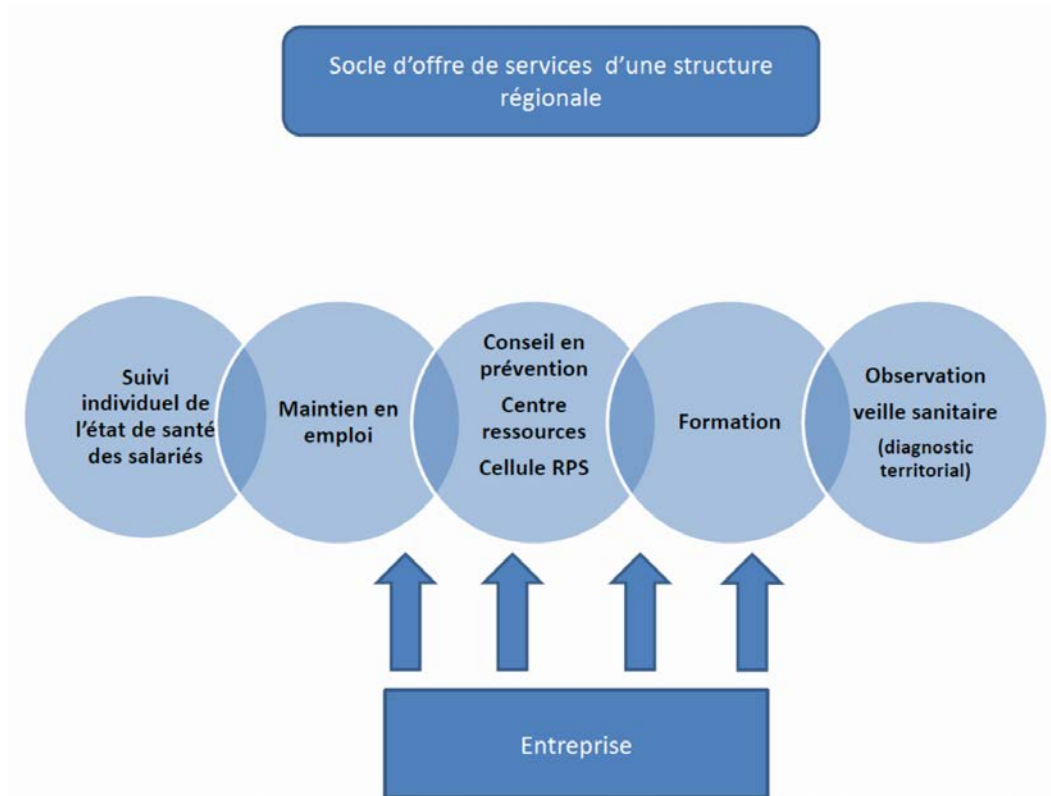 Socle d'offre de services d'une structure
régionale
Suivi
individuel de
l'état de santé
des salariés
Maintien en
emploi
Conseil en
prévention
Centre
ressources
Cellule RPS
Formation
Observation
veille sanitaire
(diagnostic
territorial)
Entreprise